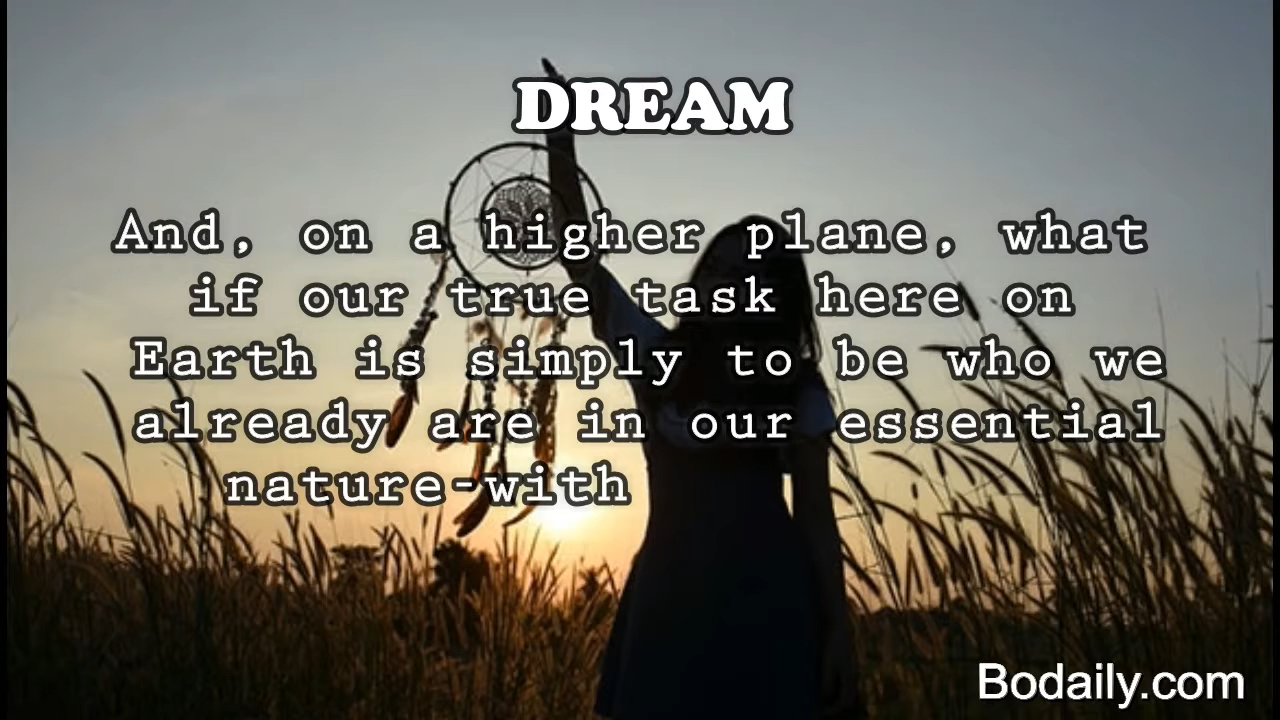 DREAM
And, on a higher plane, what
if our true task here on
Earth is simply to be who we
already are in our essential
nature-with
Bodaily.com